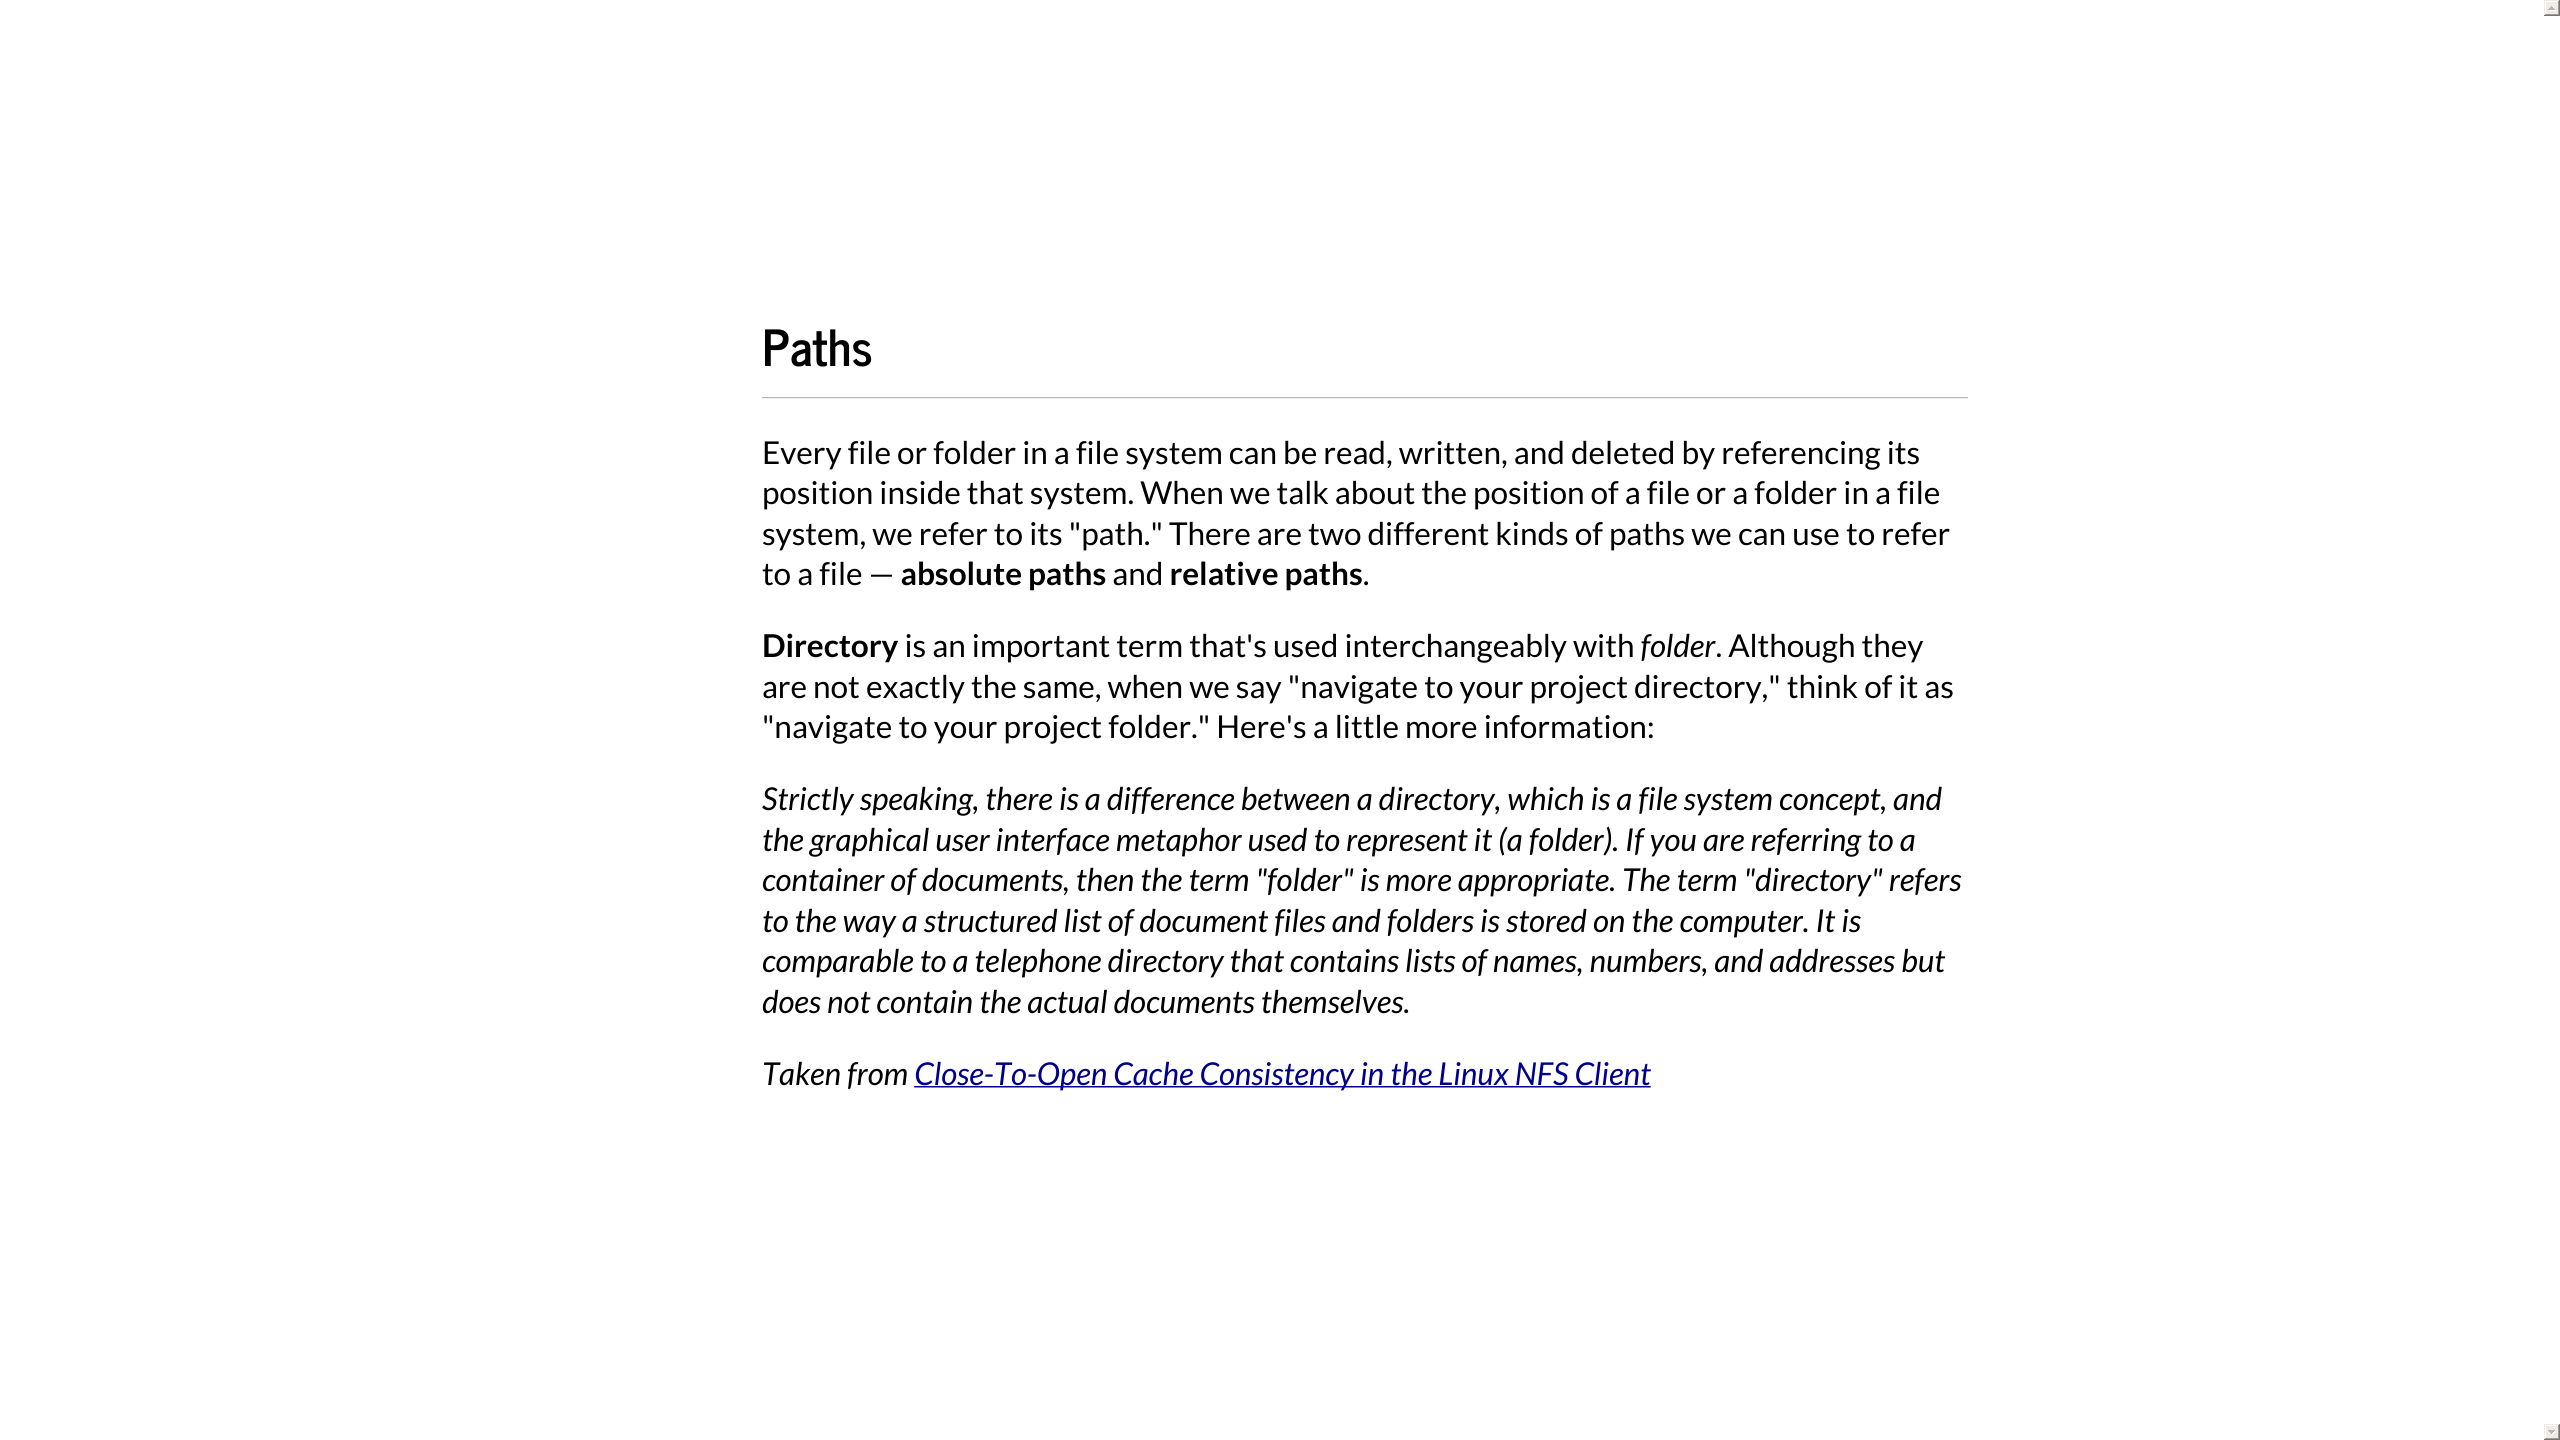 Paths
Every file or folder in a file system can be read, written, and deleted by referencing its
position inside that system. When we talk about the position of a file or a folder in a file
system, we refer to its "path." There are two different kinds of paths we can use to refer
to a file — absolute paths and relative paths.
Directory is an important term that's used interchangeably with folder. Although they
are not exactly the same, when we say "navigate to your project directory," think of it as
"navigate to your project folder." Here's a little more information:
Strictly speaking, there is a difference between a directory, which is a file system concept, and
the graphical user interface metaphor used to represent it (a folder). If you are referring to a
container of documents, then the term "folder" is more appropriate. The term "directory" refers
to the way a structured list of document files and folders is stored on the computer. It is
comparable to a telephone directory that contains lists of names, numbers, and addresses but
does not contain the actual documents themselves.
Taken from Close-To-Open Cache Consistency in the Linux NFS Client